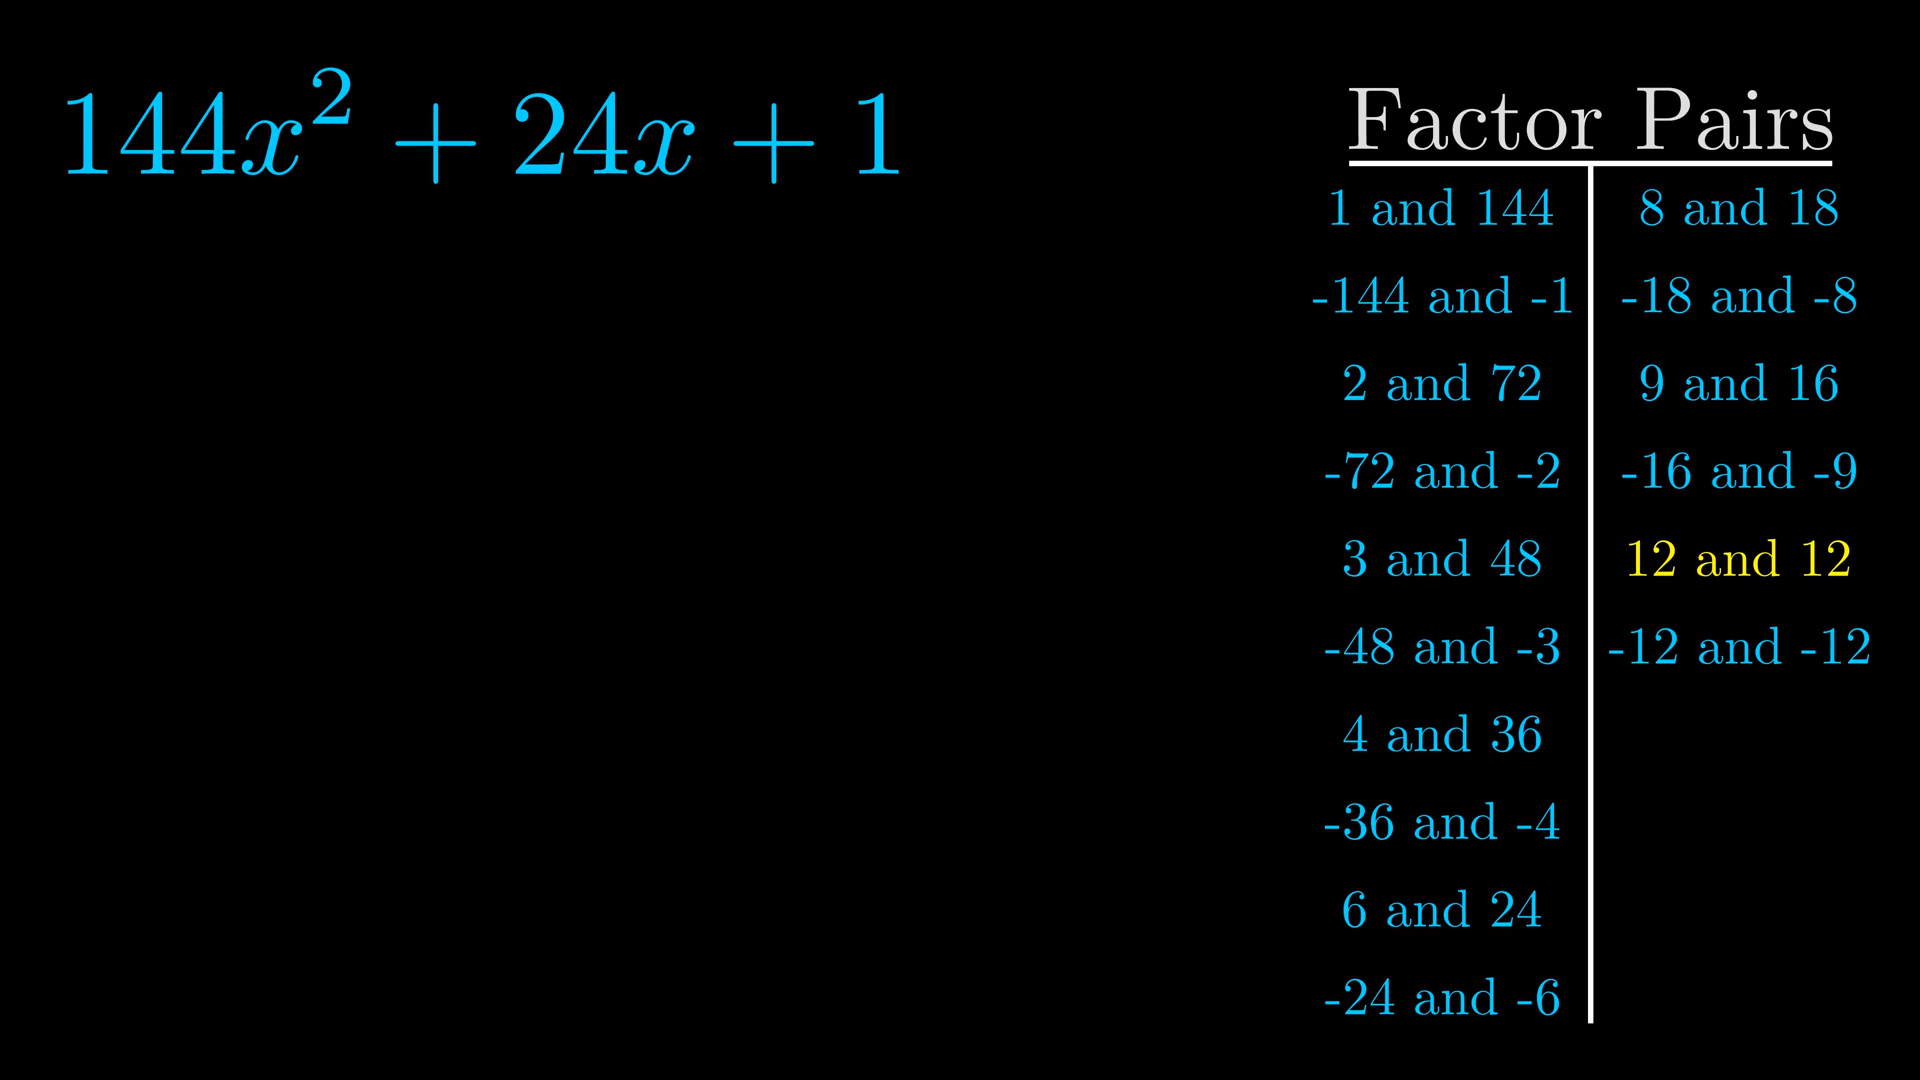 144x² + 24x + 1
Factor Pairs
1 and 144
-144 and -1
2 and 72
-72 and -2
3 and 48
-48 and -3
4 and 36
-36 and -4
6 and 24
-24 and -6
8 and 18
-18 and -8
9 and 16
-16 and -9
12 and 12
-12 and -12